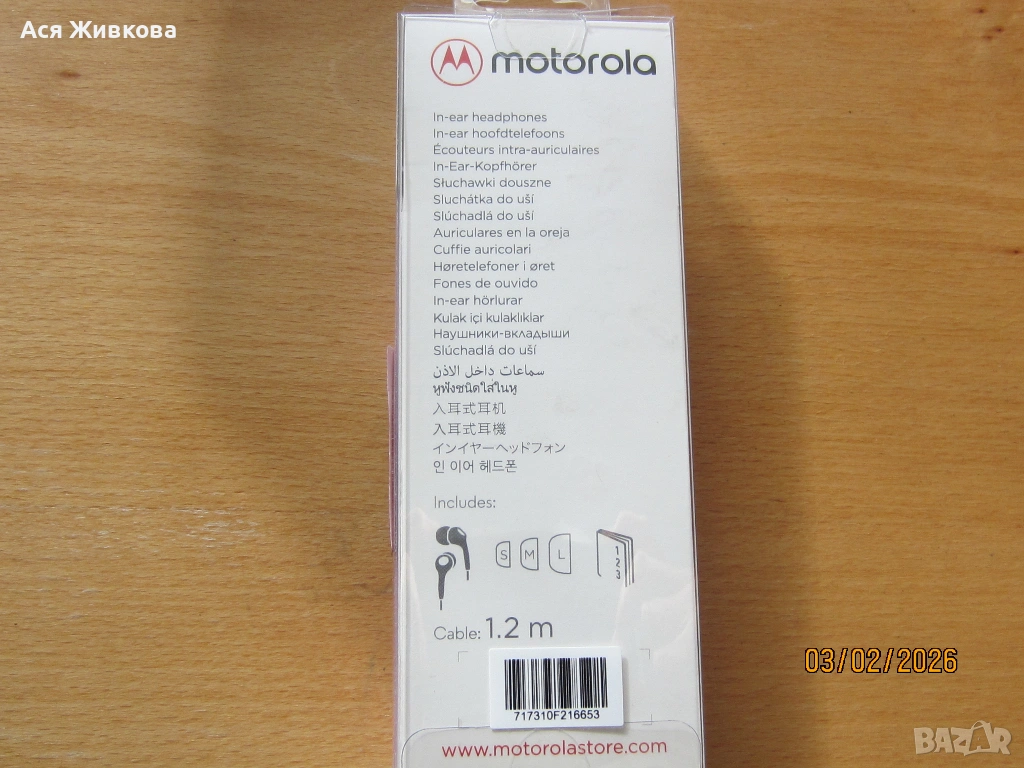 Ася Живкова
motorola
In-ear headphones
In-ear hoofdtelefoons
Écouteurs intra-auriculaires
In-Ear-Kopfhörer
Słuchawki douszne
Sluchátka do uší
Slúchadlá do uší
Auriculares en la oreja
Cuffie auricolari
Høretelefoner i øret
Fones de ouvido
In-ear hörlurar
Kulak içi kulaklıklar
Наушники-вкладыши
Slúchadlá do uší
سماعات داخل الاذن
หูฟังชนิดใส่ในหู
入耳式耳机
入耳式耳機
インイヤーヘッドフォン
인 이어 헤드폰
Includes:
S M L
1
2
3
Cable: 1.2 m
717310F216653
www.motorolastore.com
03/02/2026
BAZAR